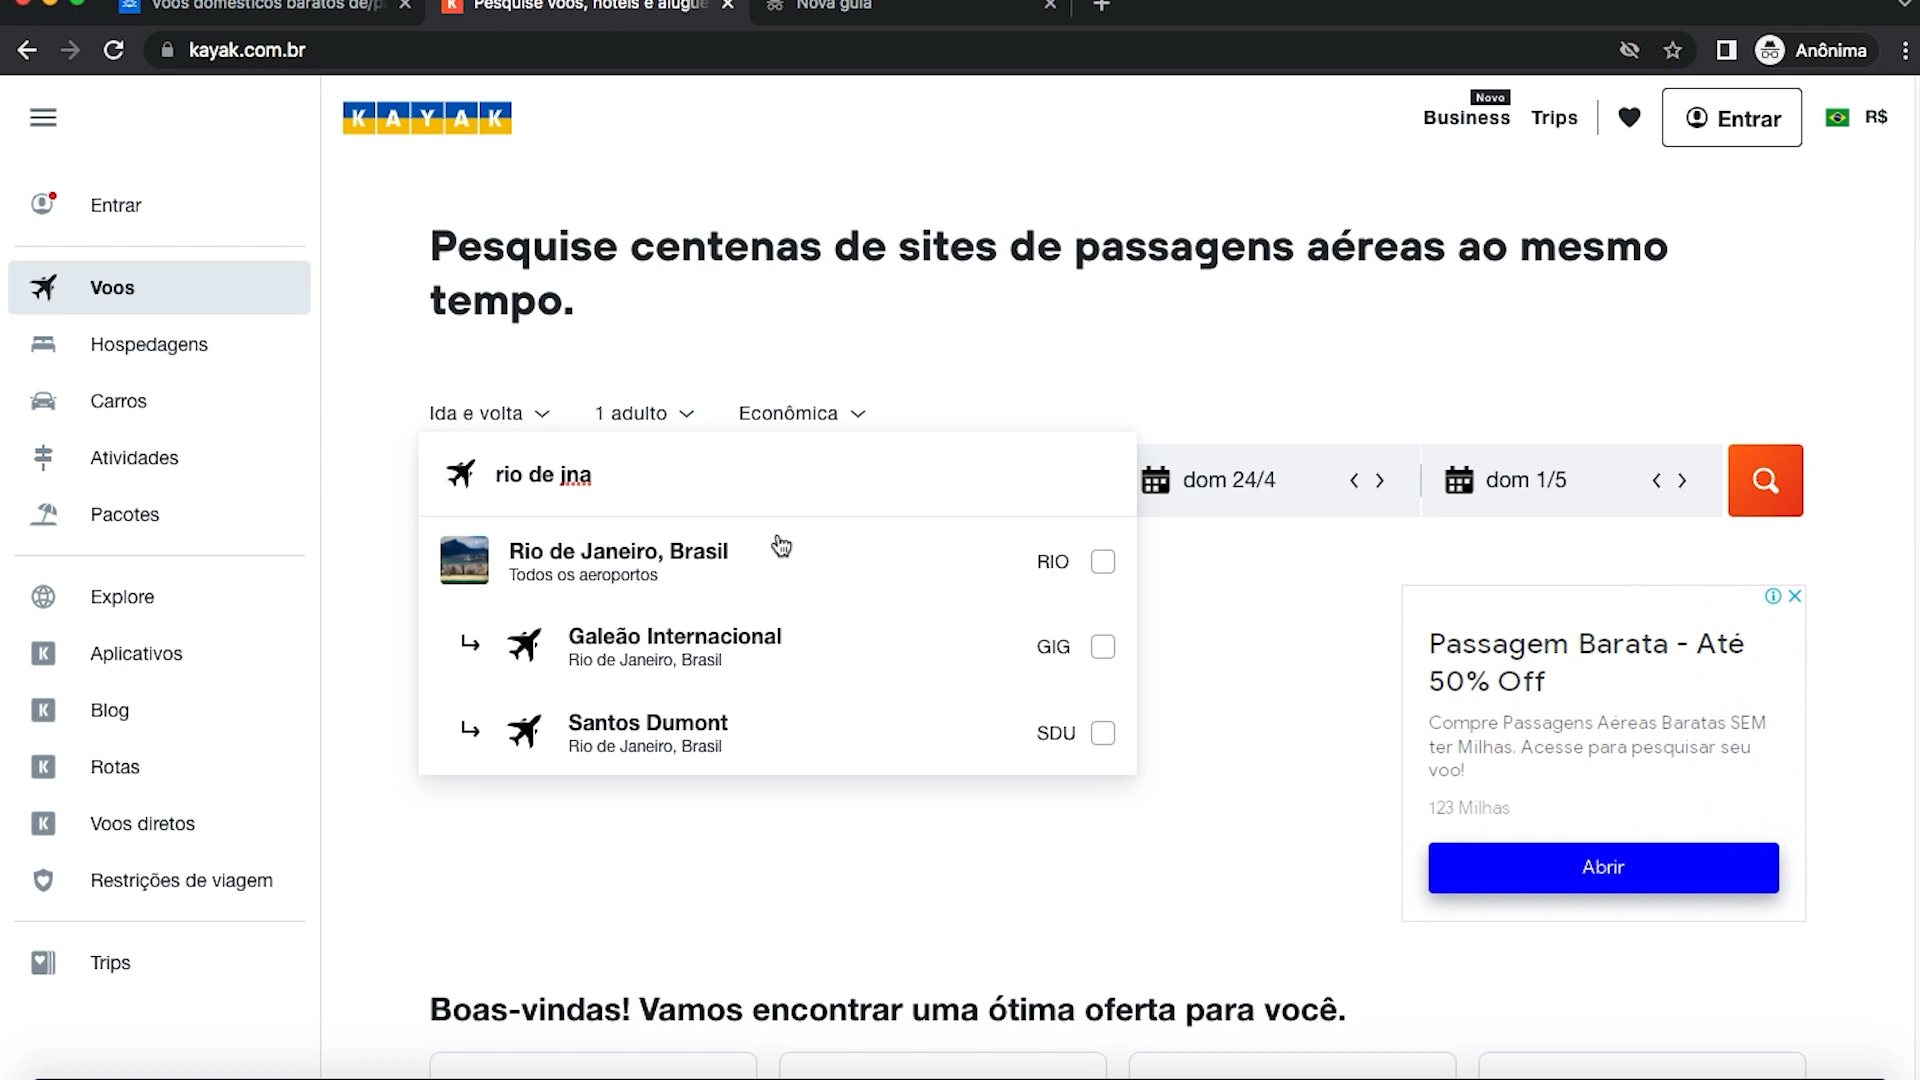 Voos domésticos baratos de/p
Pesquise voos, hotéis e alugue
Nova guia
kayak.com.br
Anônima
KAYAK
Novo
Business
Trips
Entrar
R$
Entrar
Voos
Hospedagens
Carros
Atividades
Pacotes
Explore
Aplicativos
Blog
Rotas
Voos diretos
Restrições de viagem
Trips
Pesquise centenas de sites de passagens aéreas ao mesmo
tempo.
Ida e volta
1 adulto
Econômica
rio de jna
dom 24/4
dom 1/5
Rio de Janeiro, Brasil
Todos os aeroportos
RIO
Galeão Internacional
Rio de Janeiro, Brasil
GIG
Santos Dumont
Rio de Janeiro, Brasil
SDU
Passagem Barata - Até
50% Off
Compre Passagens Aéreas Baratas SEM
ter Milhas. Acesse para pesquisar seu
voo!
123 Milhas
Abrir
Boas-vindas! Vamos encontrar uma ótima oferta para você.